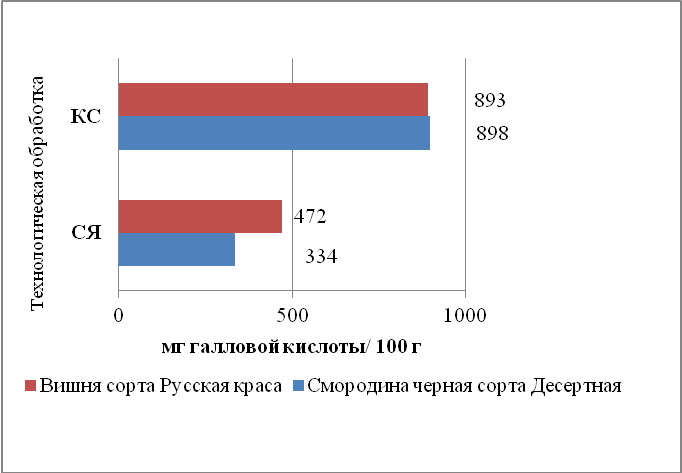 Технологическая обработка
КС
893
898
СЯ
472
334
0 500 1000
мг галловой кислоты/ 100 г
Вишня сорта Русская краса Смородина черная сорта Десертная